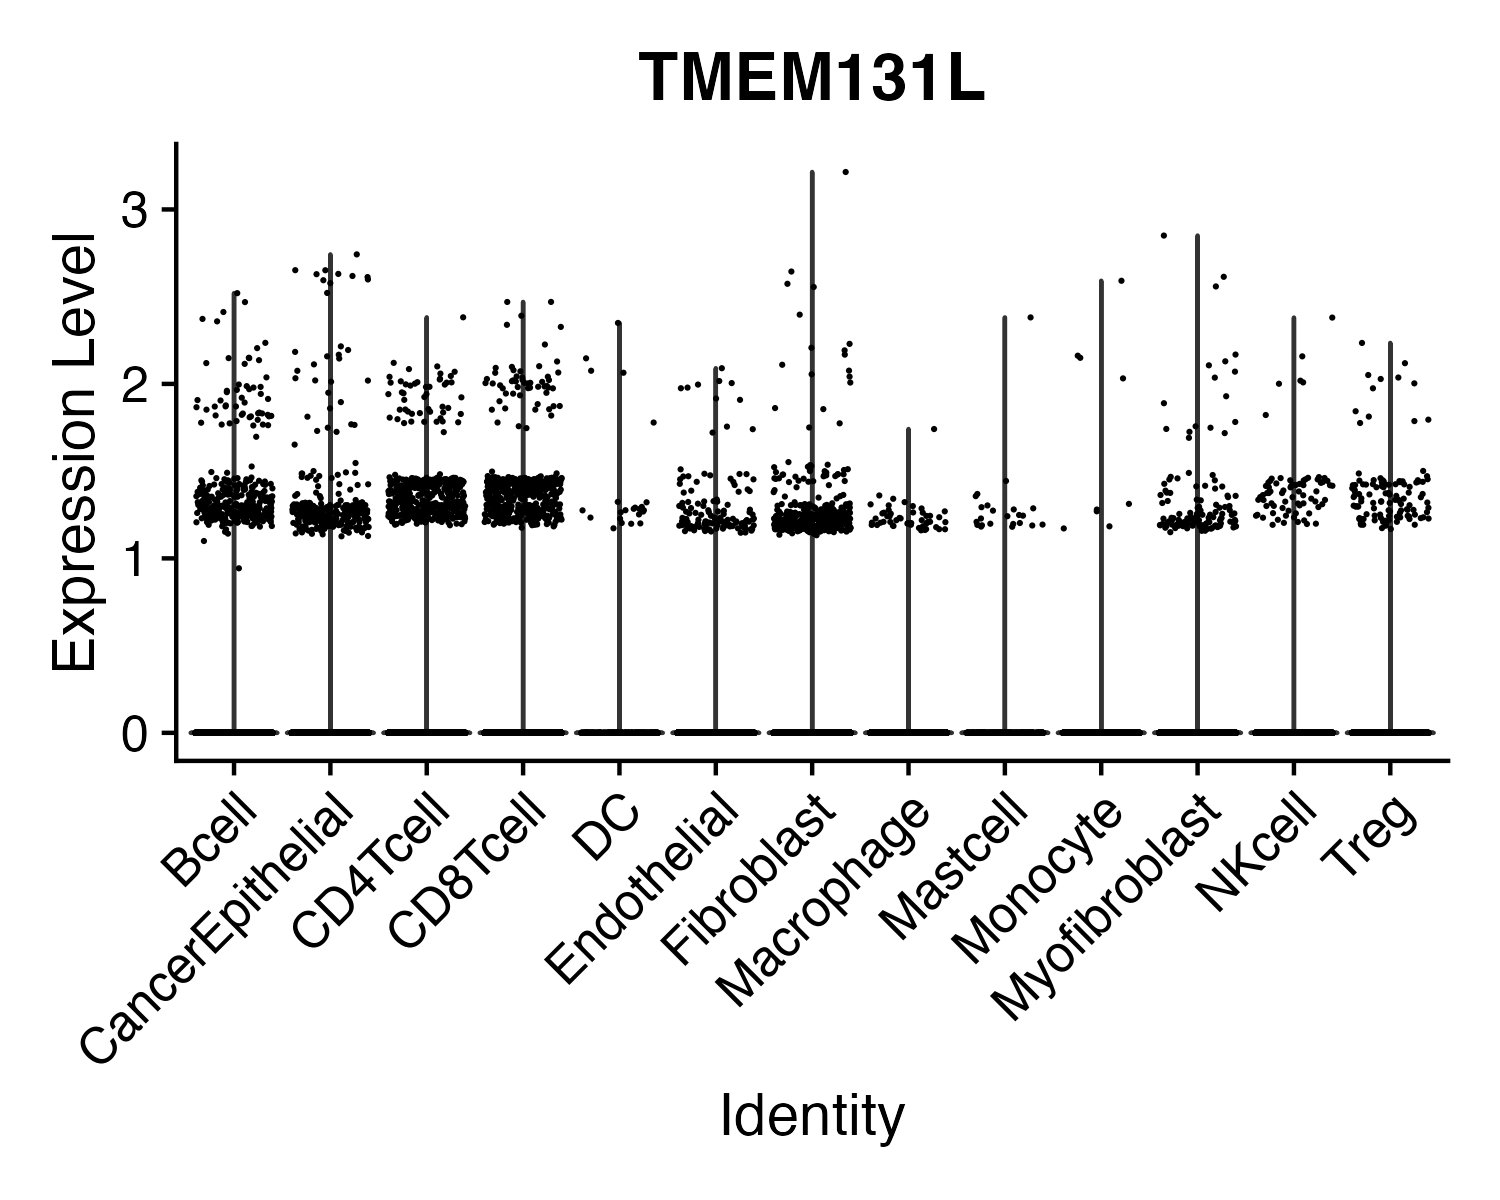 TMEM131L
Expression Level
3
2
1
0
Bcell
CancerEpithelial
CD4Tcell
CD8Tcell
DC
Endothelial
Fibroblast
Macrophage
Mastcell
Monocyte
Myofibroblast
NKcell
Treg
Identity